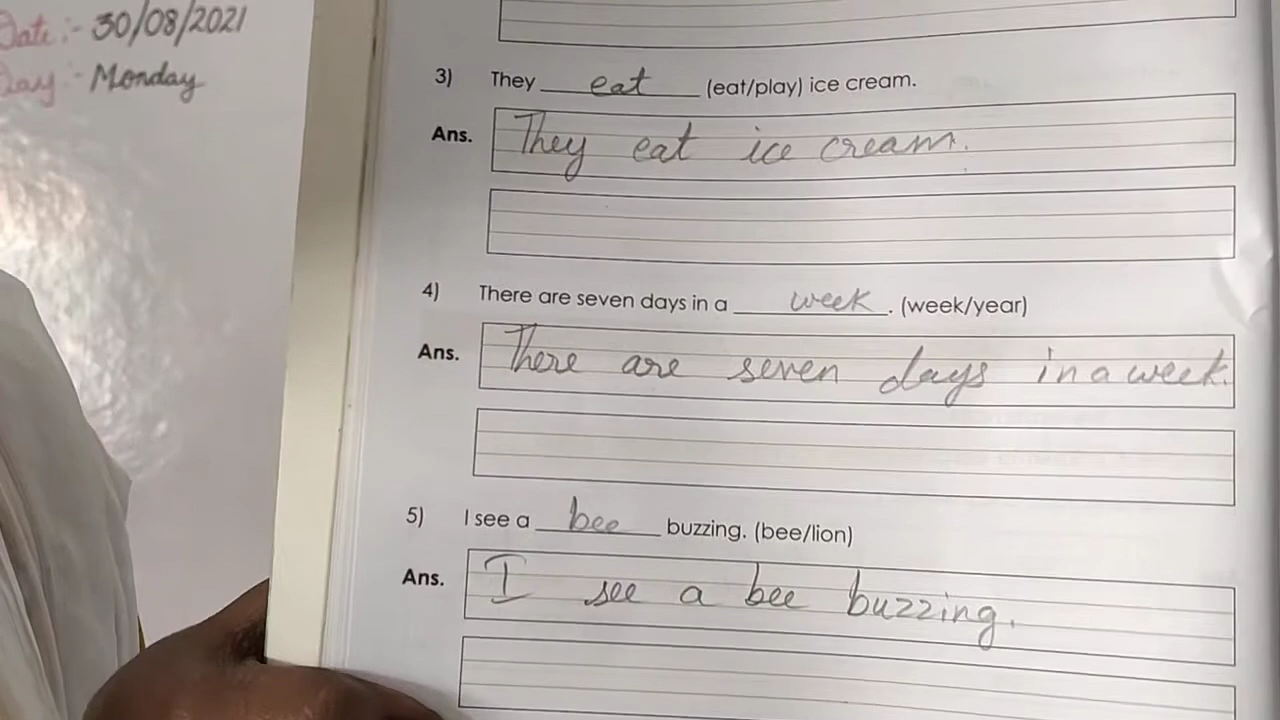 Date:- 30/08/2021
Day:- Monday
3) They eat (eat/play) ice cream.
Ans. They eat ice cream.
4) There are seven days in a week . (week/year)
Ans. There are seven days in a week.
5) I see a bee buzzing. (bee/lion)
Ans. I see a bee buzzing.